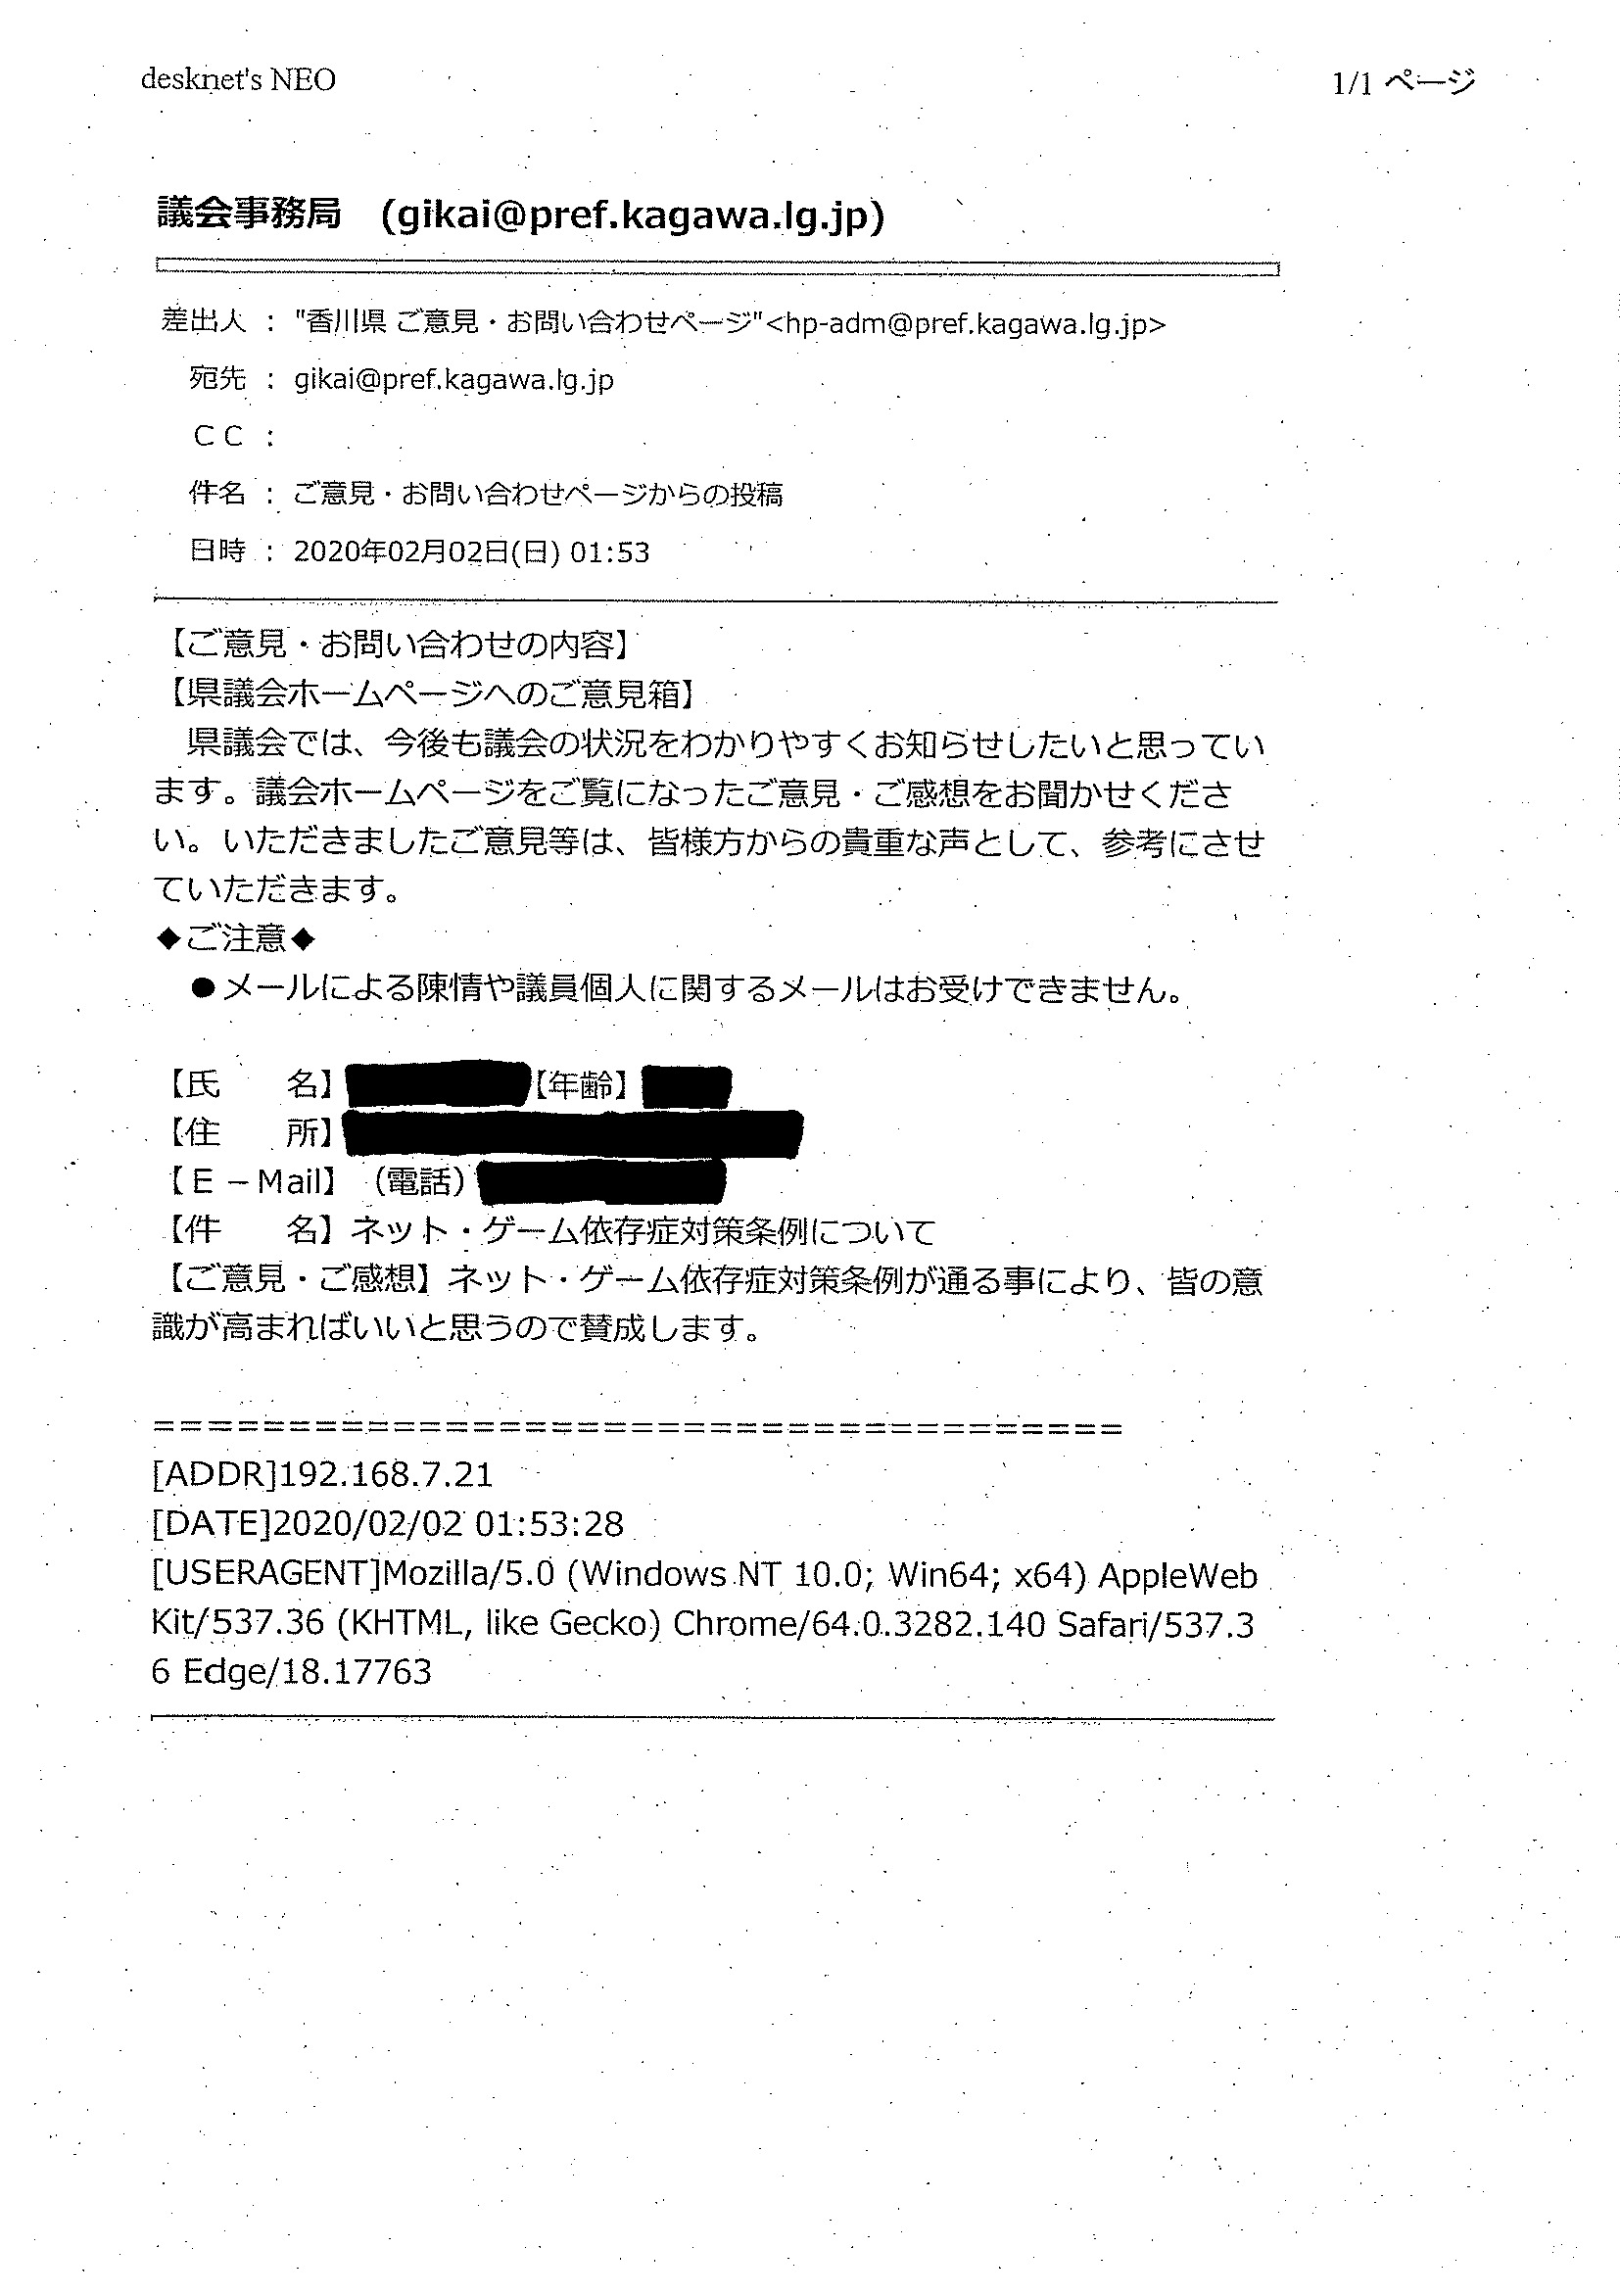 desknet's NEO
1/1 ページ
議会事務局　(gikai@pref.kagawa.lg.jp)
差出人 ： "香川県 ご意見・お問い合わせページ"<hp-adm@pref.kagawa.lg.jp>
宛先 ： gikai@pref.kagawa.lg.jp
ＣＣ ：
件名 ： ご意見・お問い合わせページからの投稿
日時 ： 2020年02月02日(日) 01:53
【ご意見・お問い合わせの内容】
【県議会ホームページへのご意見箱】
　県議会では、今後も議会の状況をわかりやすくお知らせしたいと思ってい
ます。議会ホームページをご覧になったご意見・ご感想をお聞かせくださ
い。いただきましたご意見等は、皆様方からの貴重な声として、参考にさせ
ていただきます。
◆ご注意◆
　●メールによる陳情や議員個人に関するメールはお受けできません。
【氏　　名】【年齢】
【住　　所】
【Ｅ－Mail】（電話）
【件　　名】ネット・ゲーム依存症対策条例について
【ご意見・ご感想】ネット・ゲーム依存症対策条例が通る事により、皆の意
識が高まればいいと思うので賛成します。
=====================================
[ADDR]192.168.7.21
[DATE]2020/02/02 01:53:28
[USERAGENT]Mozilla/5.0 (Windows NT 10.0; Win64; x64) AppleWeb
Kit/537.36 (KHTML, like Gecko) Chrome/64.0.3282.140 Safari/537.3
6 Edge/18.17763